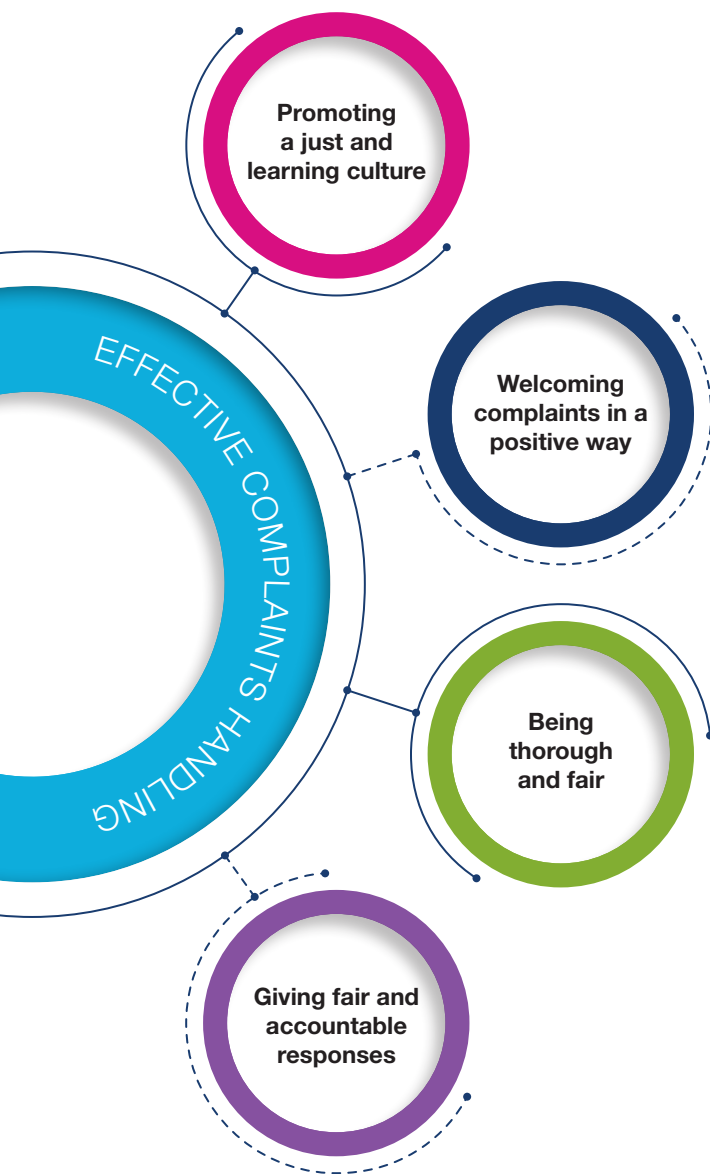 Promoting
a just and
learning culture
EFFECTIVE COMPLAINTS HANDLING
Welcoming
complaints in a
positive way
Being
thorough
and fair
Giving fair and
accountable
responses